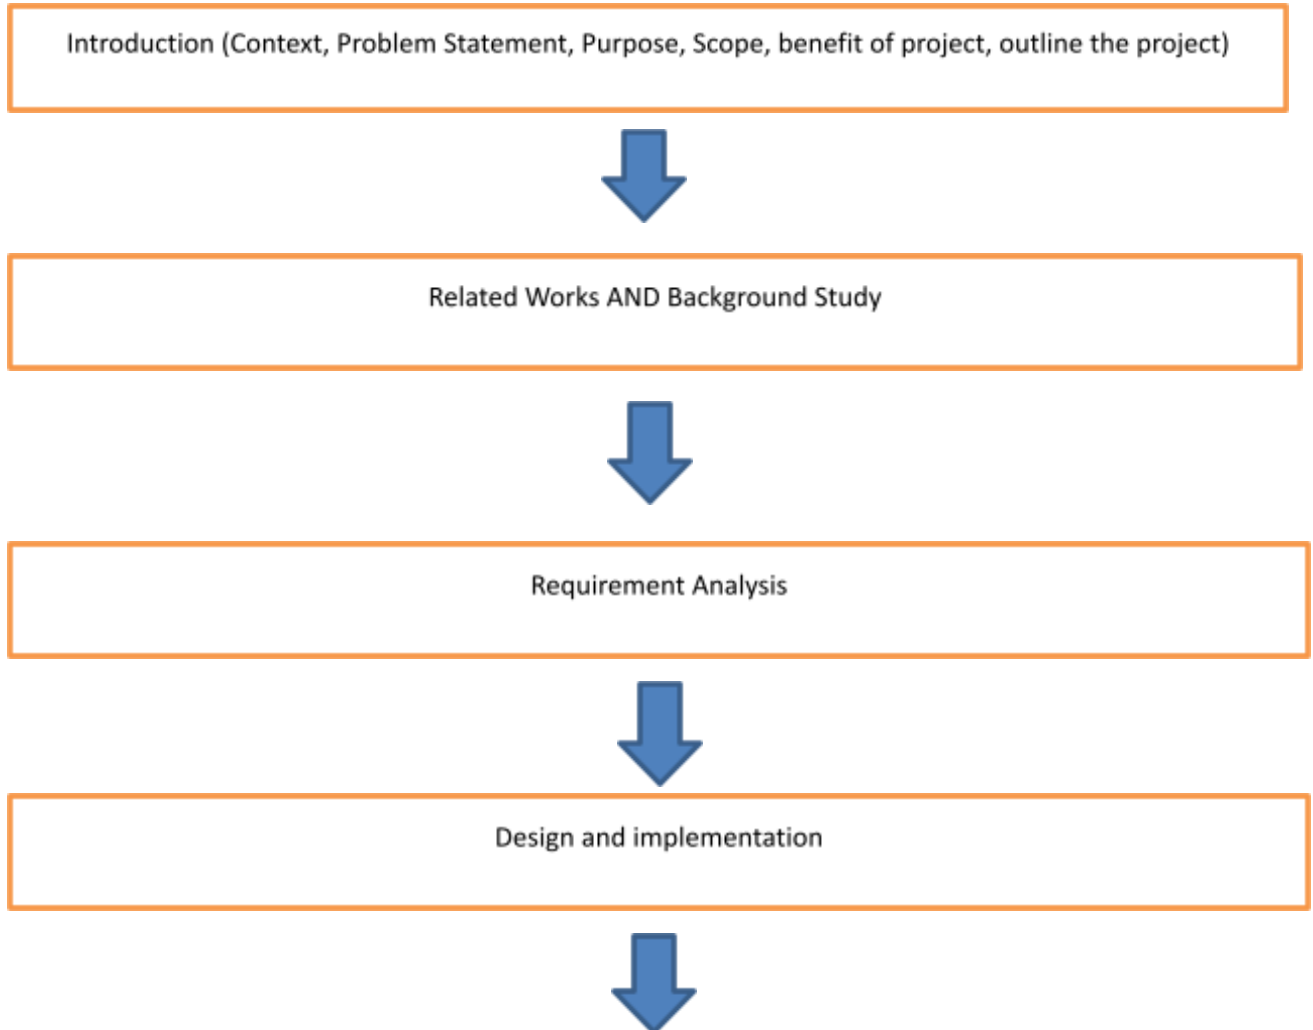 Introduction (Context, Problem Statement, Purpose, Scope, benefit of project, outline the project)
Related Works AND Background Study
Requirement Analysis
Design and implementation